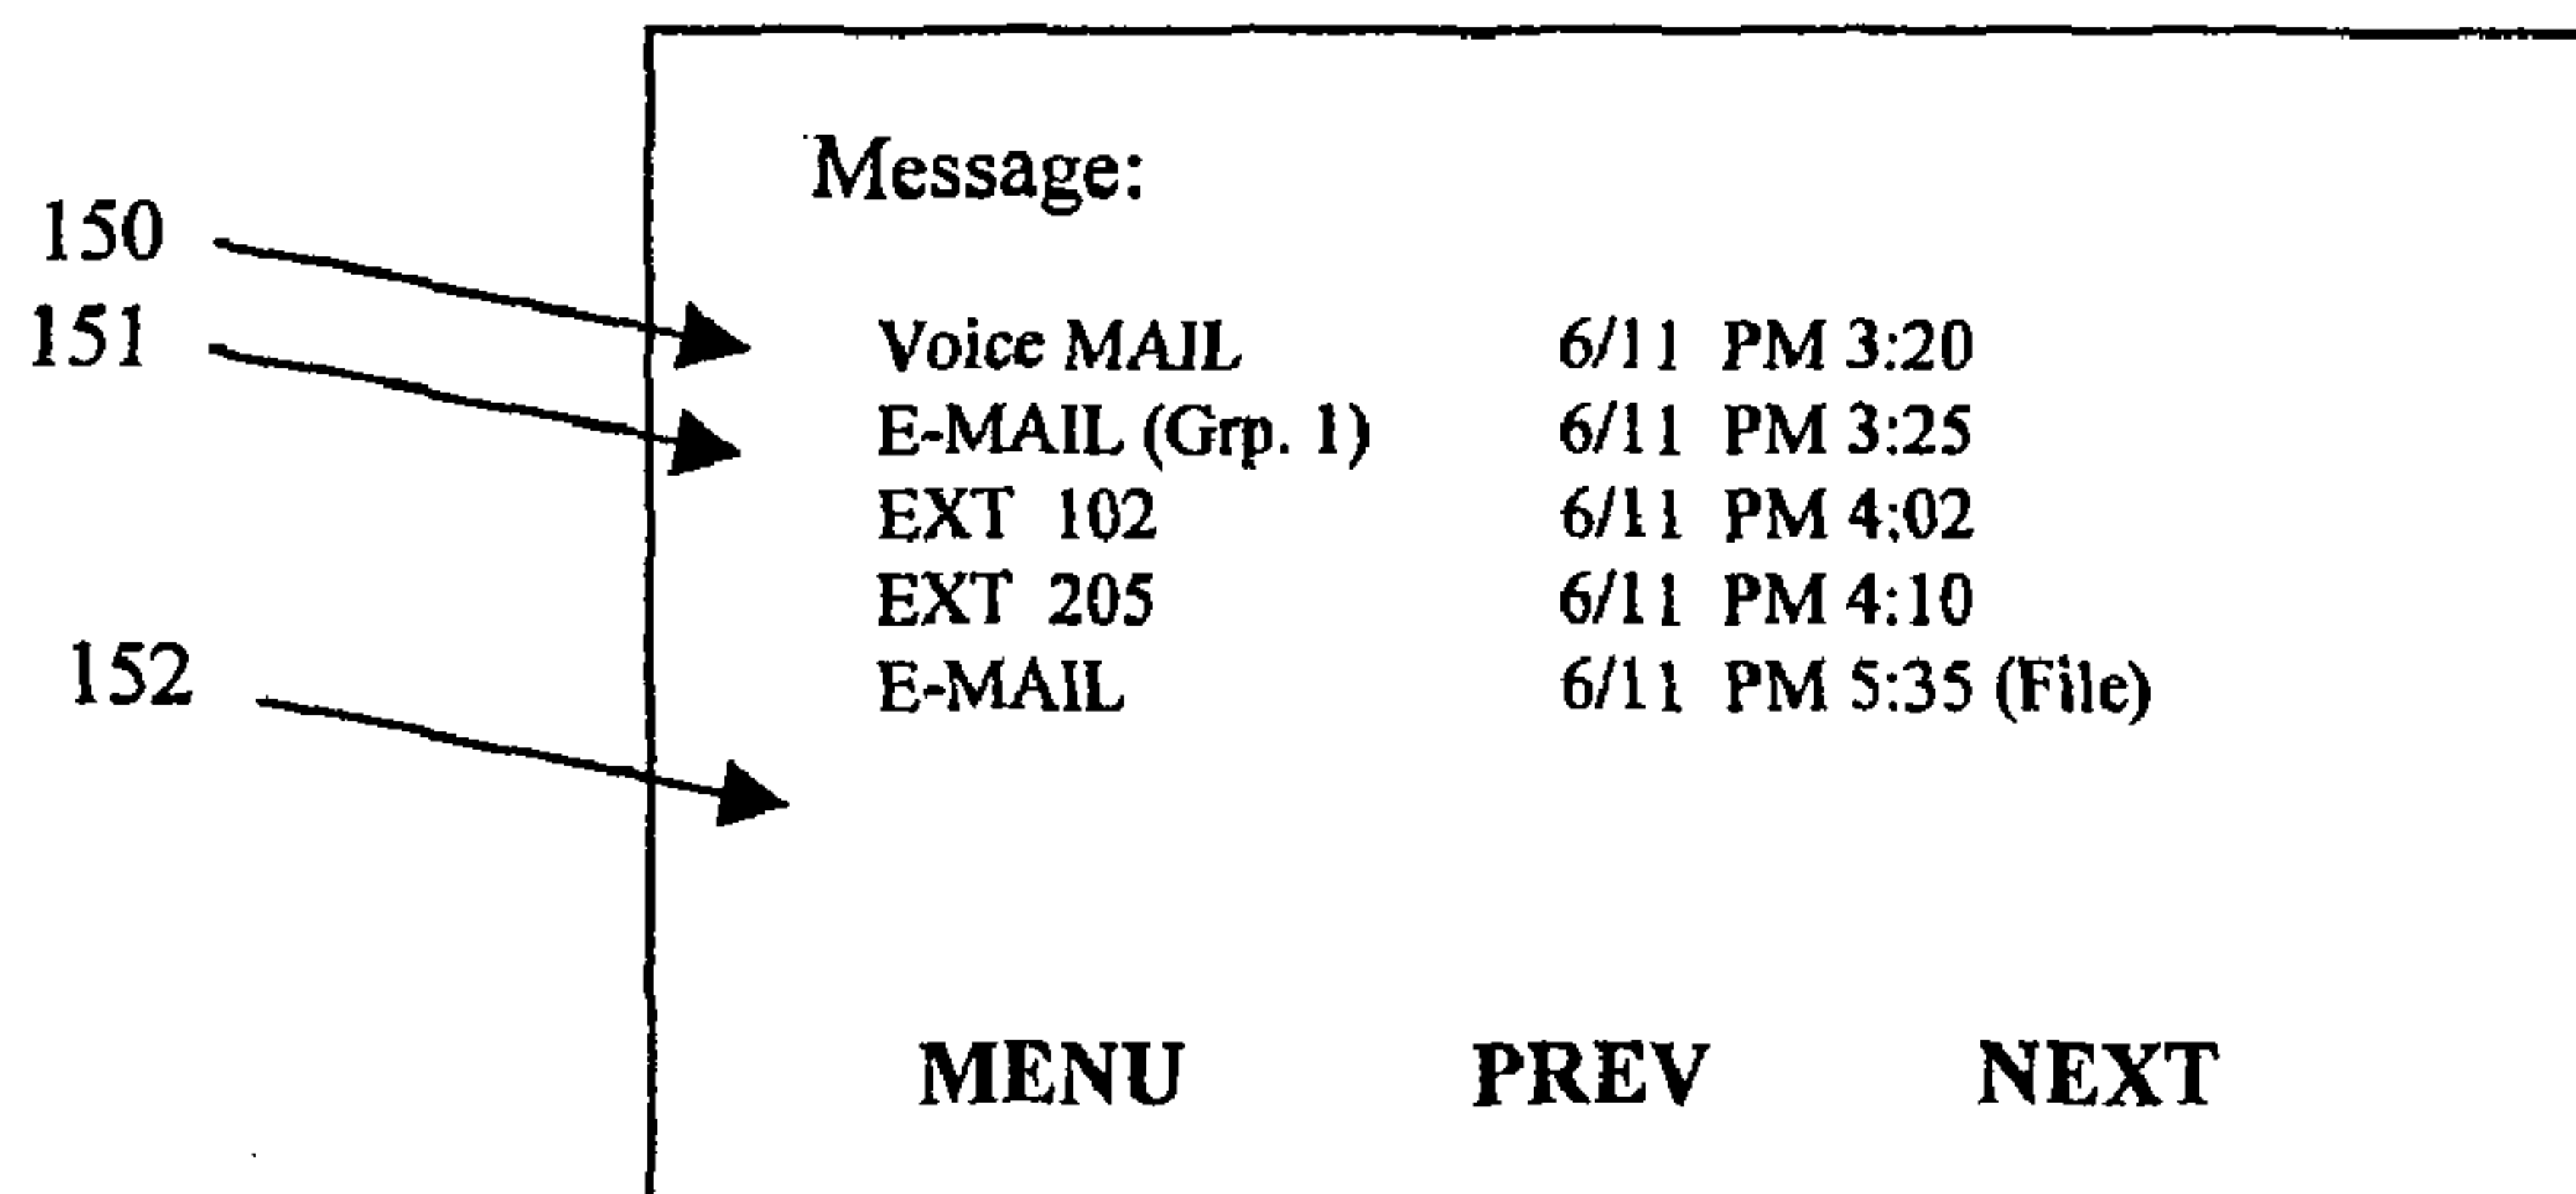 Message:
150
Voice MAIL 6/11 PM 3:20
151
E-MAIL (Grp. 1) 6/11 PM 3:25
EXT 102 6/11 PM 4:02
EXT 205 6/11 PM 4:10
152
E-MAIL 6/11 PM 5:35 (File)
MENU PREV NEXT